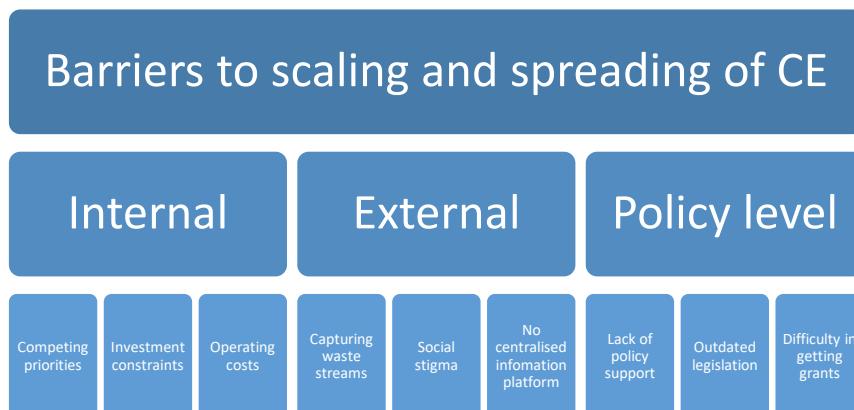 Barriers to scaling and spreading of CE
Internal
External
Policy level
Competing
priorities
Investment
constraints
Operating
costs
Capturing
waste
streams
Social
stigma
No
centralised
infomation
platform
Lack of
policy
support
Outdated
legislation
Difficulty in
getting
grants